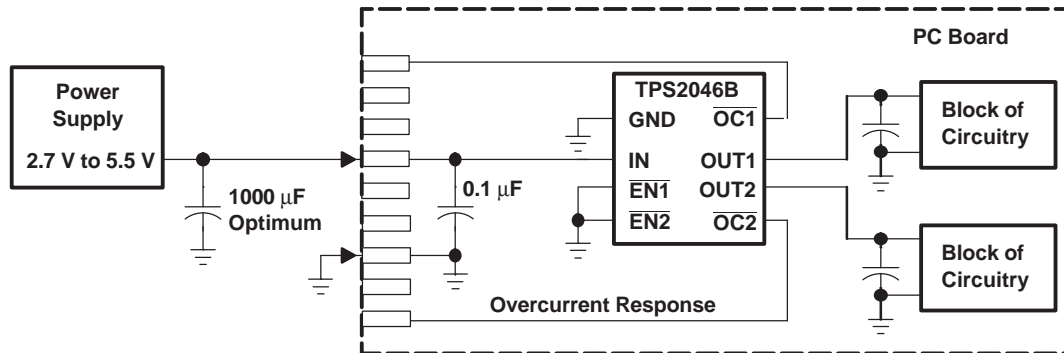 PC Board
Power
Supply
2.7 V to 5.5 V
1000 μF
Optimum
0.1 μF
TPS2046B
GND
OC1
IN
OUT1
EN1
OUT2
EN2
OC2
Overcurrent Response
Block of
Circuitry
Block of
Circuitry